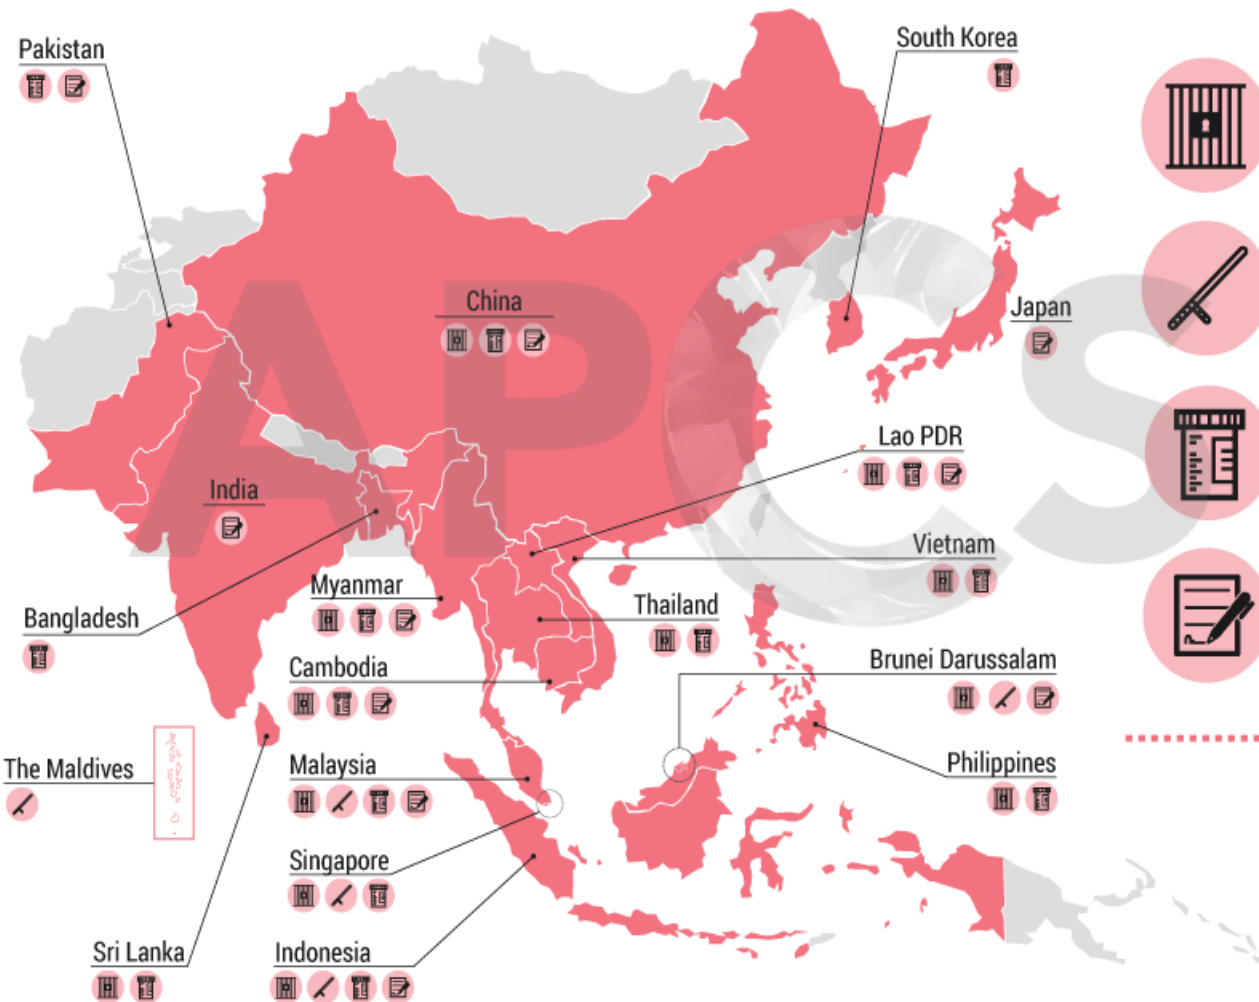 Pakistan
South Korea
China
Japan
Lao PDR
India
Vietnam
Myanmar
Thailand
Bangladesh
Cambodia
Brunei Darussalam
The Maldives
Malaysia
Philippines
Singapore
Sri Lanka
Indonesia
APCS